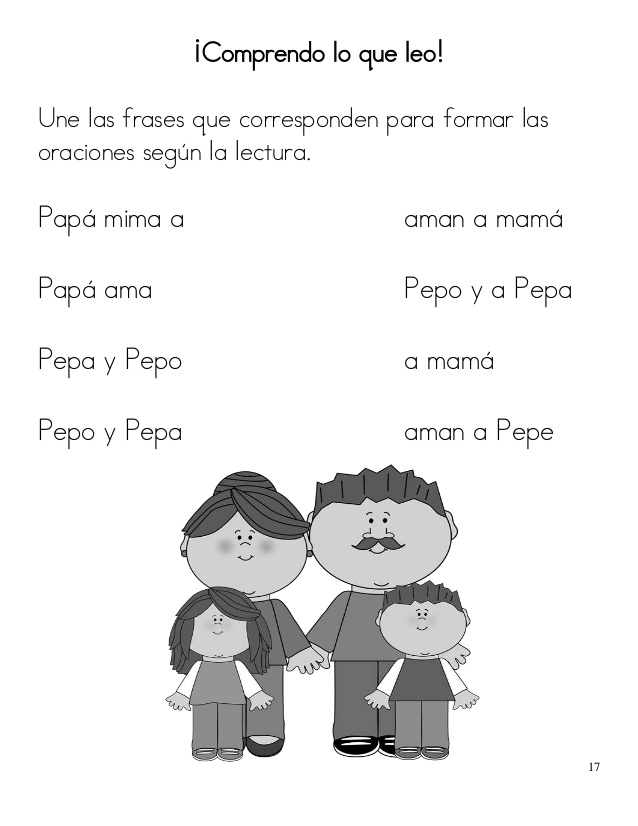 ¡Comprendo lo que leo!
Une las frases que corresponden para formar las
oraciones según la lectura.
Papá mima a aman a mamá
Papá ama Pepo y a Pepa
Pepa y Pepo a mamá
Pepo y Pepa aman a Pepe
17